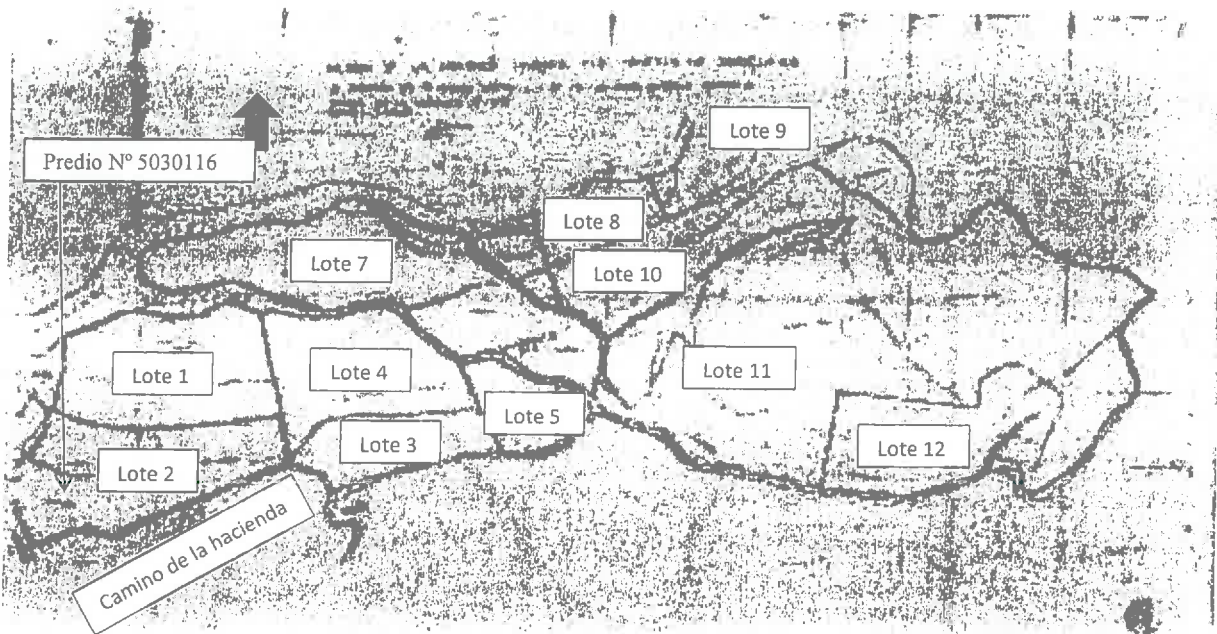 Lote 9
Predio Nº 5030116
Lote 8
Lote 7
Lote 10
Lote 1
Lote 4
Lote 11
Lote 5
Lote 3
Lote 12
Lote 2
Camino de la hacienda